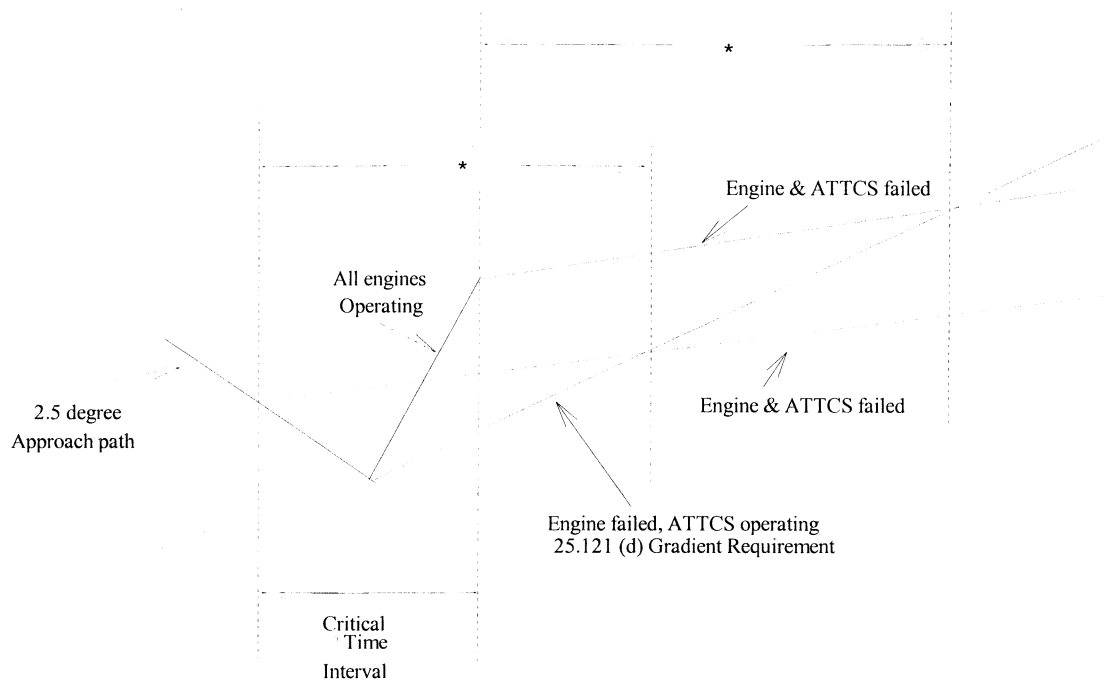 *
*
Engine & ATTCS failed
All engines
Operating
2.5 degree
Approach path
Engine & ATTCS failed
Engine failed, ATTCS operating
25.121 (d) Gradient Requirement
Critical
Time
Interval